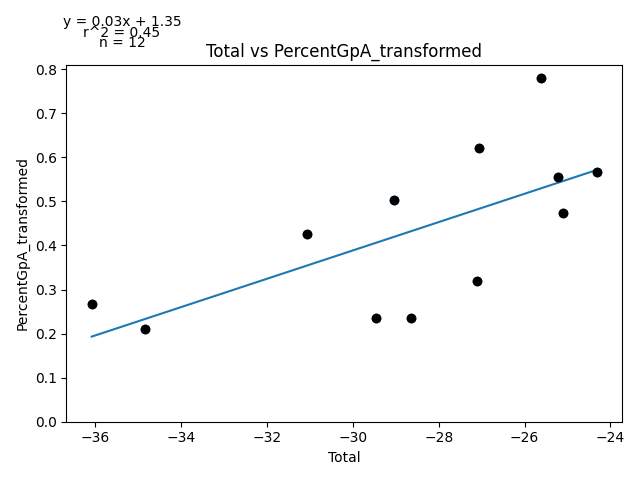 y = 0.03x + 1.35
r^2 = 0.45
n = 12
Total vs PercentGpA_transformed
0.8
0.7
0.6
0.5
0.4
0.3
0.2
0.1
0.0
PercentGpA_transformed
−36 −34 −32 −30 −28 −26 −24
Total